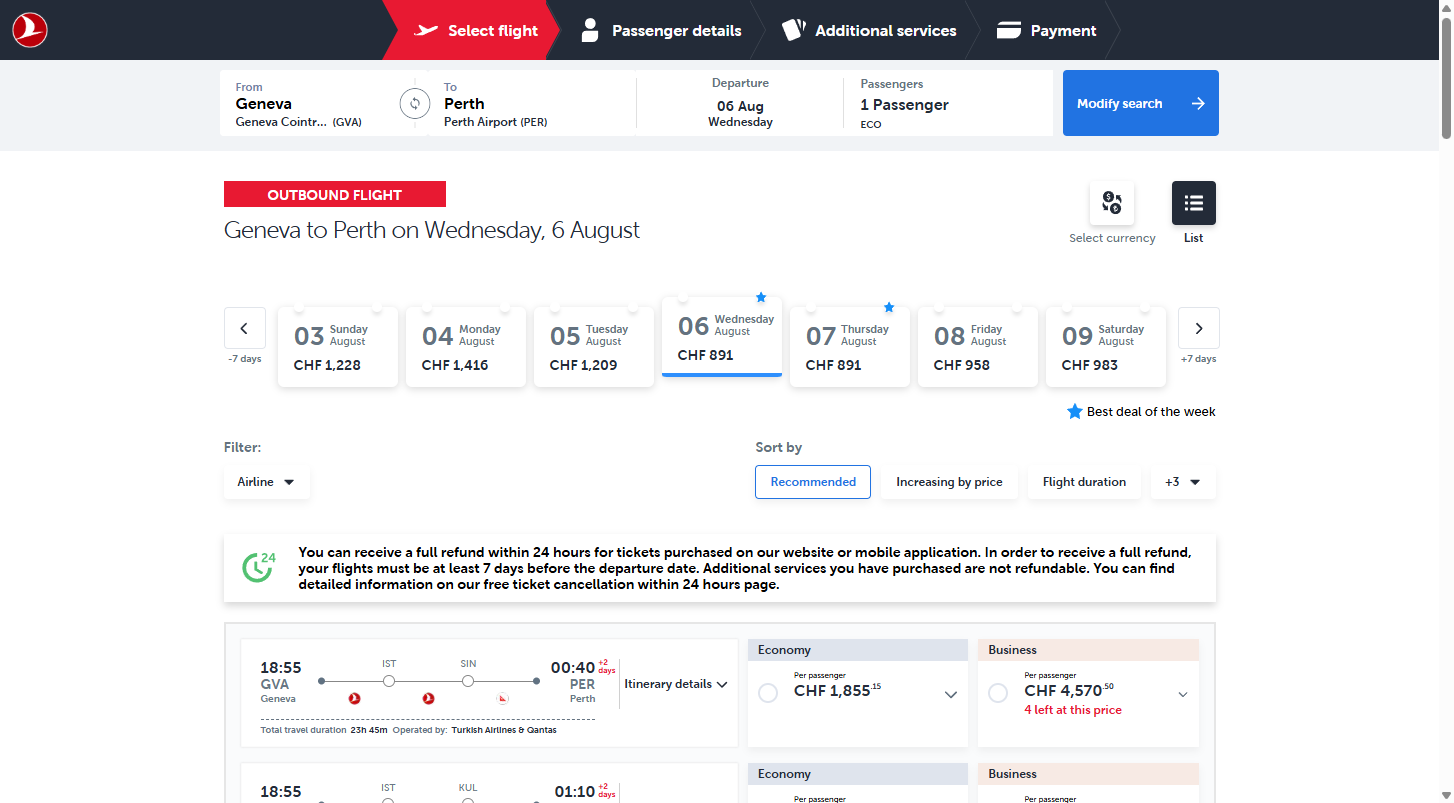 Select flight
Passenger details
Additional services
Payment
From
Geneva
Geneva Cointr... (GVA)
To
Perth
Perth Airport (PER)
Departure
06 Aug
Wednesday
Passengers
1 Passenger
ECO
Modify search
OUTBOUND FLIGHT
Geneva to Perth on Wednesday, 6 August
Select currency
List
-7 days
03 Sunday August
CHF 1,228
04 Monday August
CHF 1,416
05 Tuesday August
CHF 1,209
06 Wednesday August
CHF 891
07 Thursday August
CHF 891
08 Friday August
CHF 958
09 Saturday August
CHF 983
+7 days
Best deal of the week
Filter:
Airline
Sort by
Recommended
Increasing by price
Flight duration
+3
24
You can receive a full refund within 24 hours for tickets purchased on our website or mobile application. In order to receive a full refund,
your flights must be at least 7 days before the departure date. Additional services you have purchased are not refundable. You can find
detailed information on our free ticket cancellation within 24 hours page.
18:55
GVA
Geneva
IST
SIN
00:40 +2 days
PER
Perth
Itinerary details
Total travel duration 23h 45m Operated by: Turkish Airlines & Qantas
Economy
Per passenger
CHF 1,855.15
Business
Per passenger
CHF 4,570.50
4 left at this price
18:55
IST
KUL
01:10 +2 days
Economy
Per passenger
Business
Per passenger